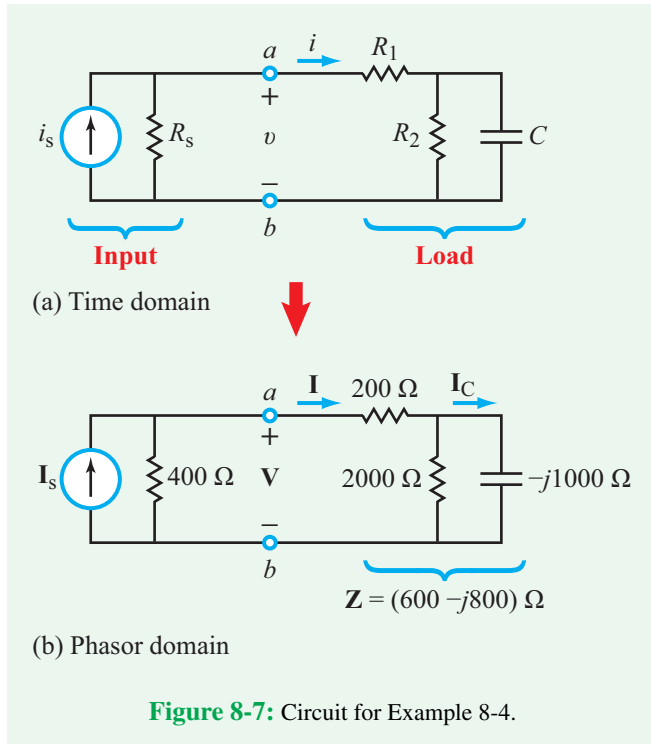 a i R₁
iₛ Rₛ + v − R₂ C
b
Input Load
(a) Time domain
a I 200 Ω I_C
Iₛ 400 Ω + V − 2000 Ω −j1000 Ω
b
Z = (600 −j800) Ω
(b) Phasor domain
Figure 8-7: Circuit for Example 8-4.